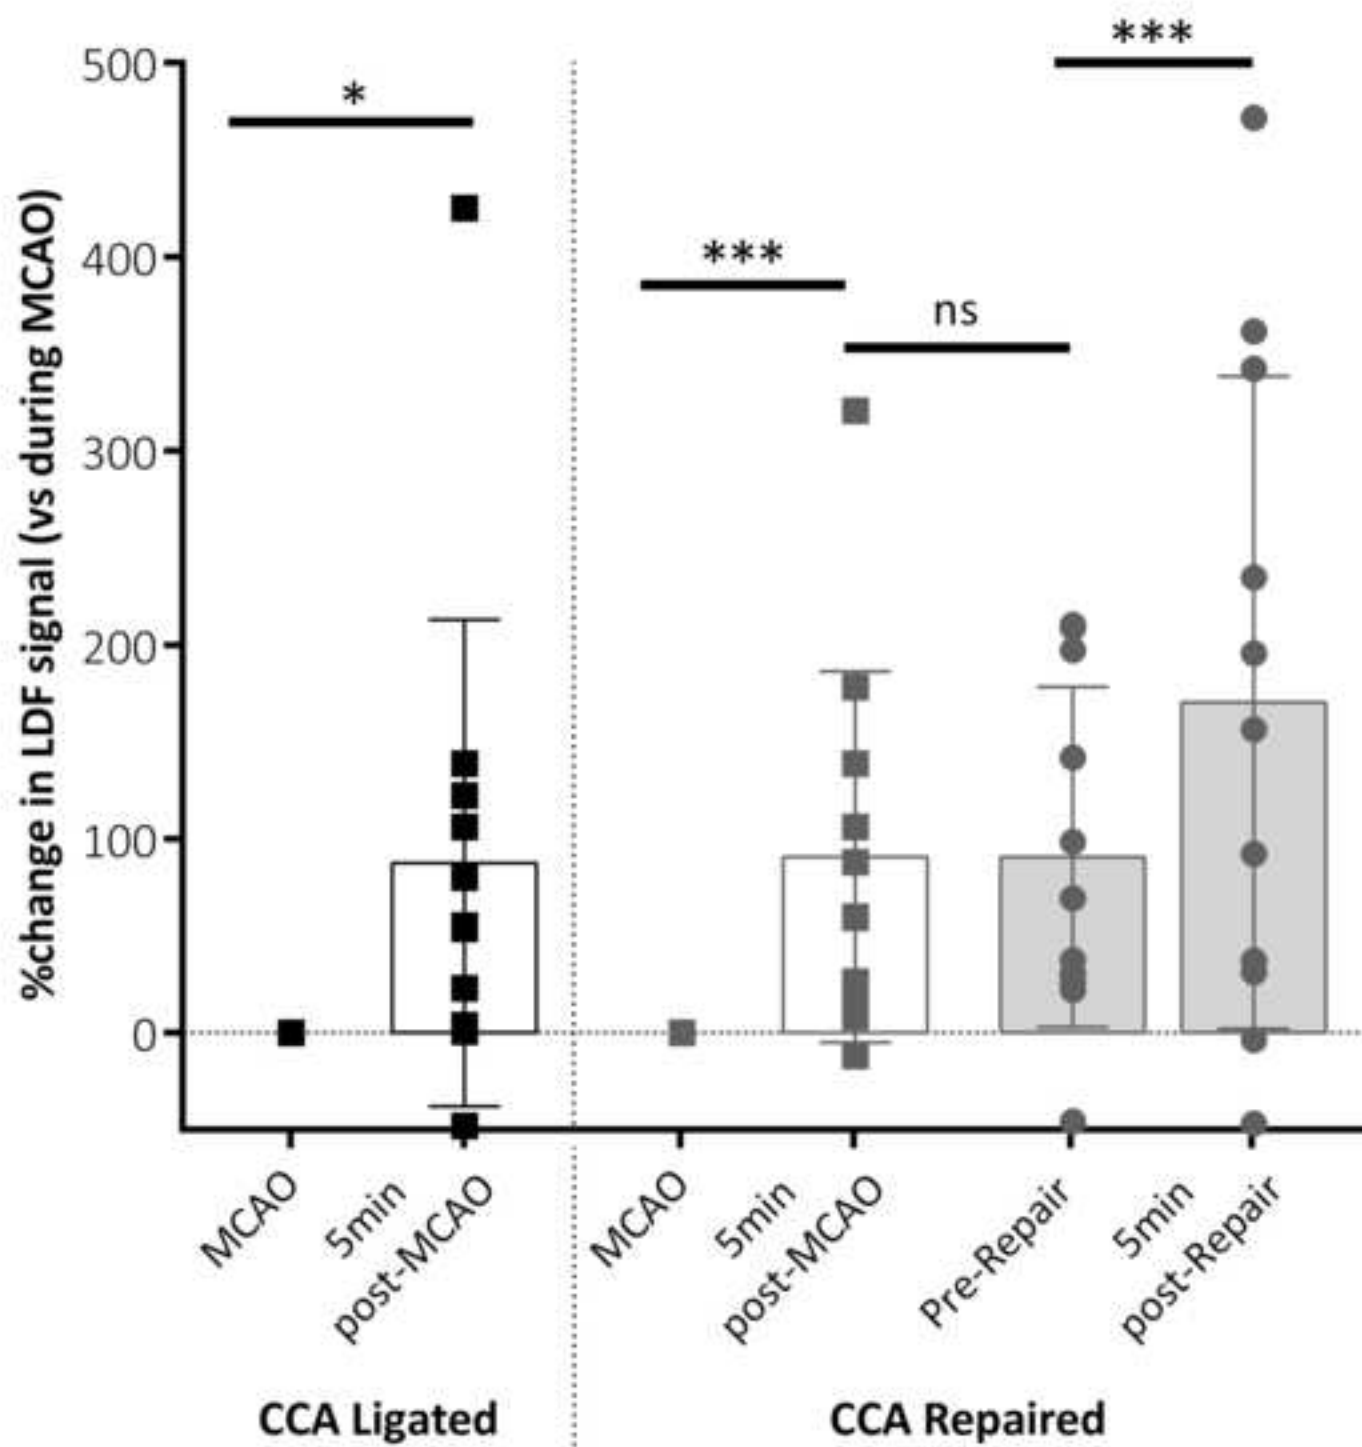 %change in LDF signal (vs during MCAO)
500
400
300
200
100
0
*
***
ns
***
MCAO
5min
post-MCAO
MCAO
5min
post-MCAO
Pre-Repair
5min
post-Repair
CCA Ligated
CCA Repaired